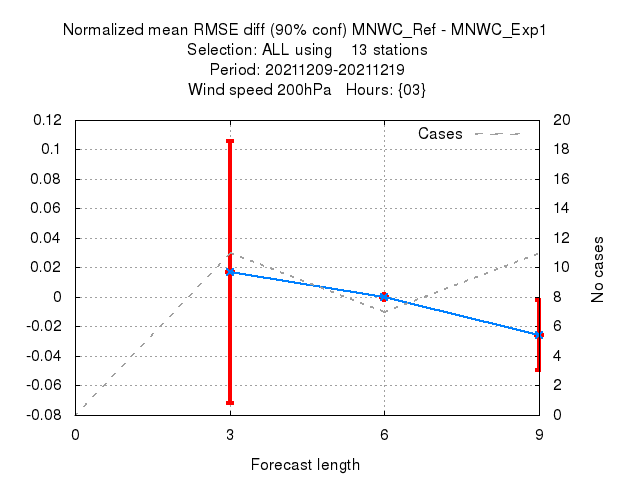 Normalized mean RMSE diff (90% conf) MNWC_Ref - MNWC_Exp1
Selection: ALL using    13 stations
Period: 20211209-20211219
Wind speed 200hPa   Hours: {03}
Cases
0.12
0.1
0.08
0.06
0.04
0.02
0
-0.02
-0.04
-0.06
-0.08
20
18
16
14
12
10
8
6
4
2
0
No cases
0 3 6 9
Forecast length